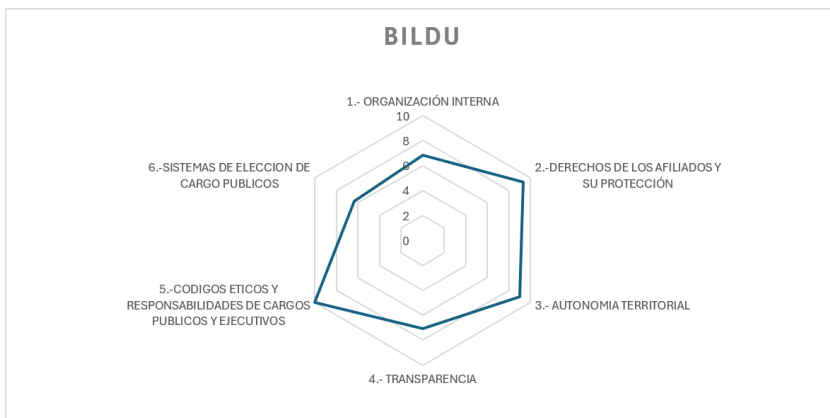 BILDU
1.- ORGANIZACIÓN INTERNA
10
8
6
4
2
0
2.-DERECHOS DE LOS AFILIADOS Y
SU PROTECCIÓN
3.- AUTONOMIA TERRITORIAL
4.- TRANSPARENCIA
5.-CODIGOS ETICOS Y
RESPONSABILIDADES DE CARGOS
PUBLICOS Y EJECUTIVOS
6.-SISTEMAS DE ELECCION DE
CARGO PUBLICOS